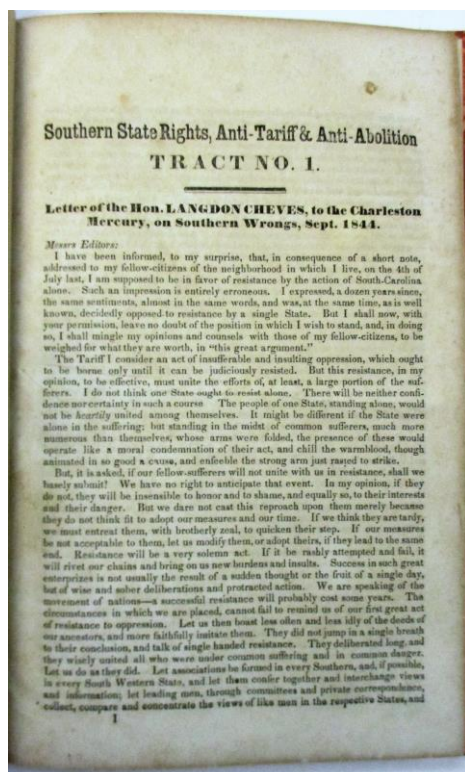 Southern State Rights, Anti-Tariff & Anti-Abolition
TRACT NO. 1.
Letter of the Hon. LANGDON CHEVES, to the Charleston
Mercury, on Southern Wrongs, Sept. 1844.
Messrs Editors:
I have been informed, to my surprise, that, in consequence of a short note,
addressed to my fellow-citizens of the neighborhood in which I live, on the 4th of
July last, I am supposed to be in favor of resistance by the action of South-Carolina
alone. Such an impression is entirely erroneous. I expressed, a dozen years since,
the same sentiments, almost in the same words, and was, at the same time, as is well
known, decidedly opposed to resistance by a single State. But I shall now, with
your permission, leave no doubt of the position in which I wish to stand, and, in doing
so, I shall mingle my opinions and counsels with those of my fellow-citizens, to be
weighed for what they are worth, in "this great argument."
The Tariff I consider an act of insufferable and insulting oppression, which ought
to be borne only until it can be judiciously resisted. But this resistance, in my
opinion, to be effective, must unite the efforts of, at least, a large portion of the suf-
ferers. I do not think one State ought to resist alone. There will be neither confi-
dence nor certainty in such a course The people of one State, standing alone, would
not be heartily united among themselves. It might be different if the State were
alone in the suffering; but standing in the midst of common sufferers, much more
numerous than themselves, whose arms were folded, the presence of these would
operate like a moral condemnation of their act, and chill the warmblood, though
animated in so good a cause, and enfeeble the strong arm just raised to strike.
But, it is asked, if our fellow-sufferers will not unite with us in resistance, shall we
basely submit? We have no right to anticipate that event. In my opinion, if they
do not, they will be insensible to honor and to shame, and equally so, to their interests
and their danger. But we dare not cast this reproach upon them merely because
they do not think fit to adopt our measures and our time. If we think they are tardy,
we must entreat them, with brotherly zeal, to quicken their step. If our measures
be not acceptable to them, let us modify them, or adopt theirs, if they lead to the same
end. Resistance will be a very solemn act. If it be rashly attempted and fail, it
will rivet our chains and bring on us new burdens and insults. Success in such great
enterprizes is not usually the result of a sudden thought or the fruit of a single day,
but of wise and sober deliberations and protracted action. We are speaking of the
movement of nations—a successful resistance will probably cost some years. The
circumstances in which we are placed, cannot fail to remind us of our first great act
of resistance to oppression. Let us then boast less often and less idly of the deeds of
our ancestors, and more faithfully imitate them. They did not jump in a single breath
to their conclusion, and talk of single handed resistance. They deliberated long, and
they wisely united all who were under common suffering and in common danger.
Let us do as they did. Let associations be formed in every Southern, and, if possible,
in every South Western State, and let them confer together and interchange views
and information; let leading men, through committees and private correspondence,
collect, compare and concentrate the views of like men in the respective States, and
1